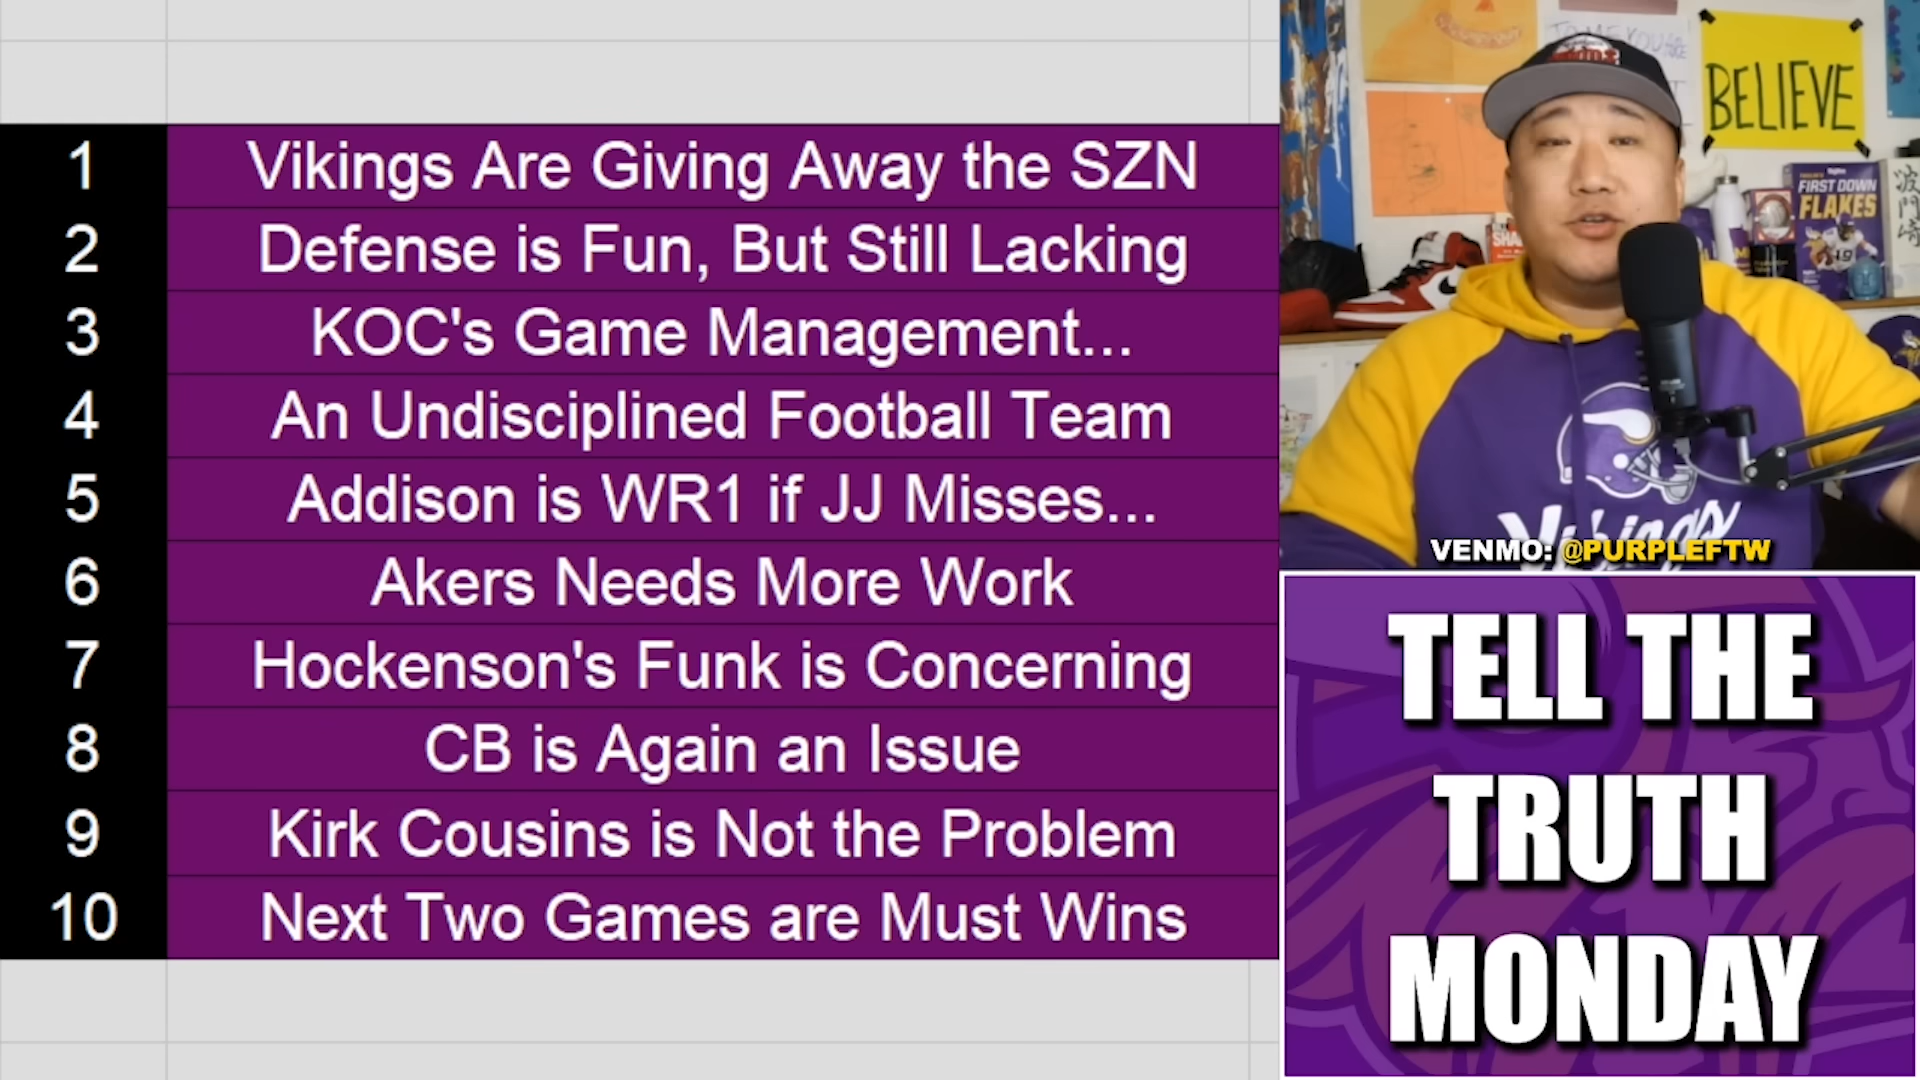 1 Vikings Are Giving Away the SZN
2 Defense is Fun, But Still Lacking
3 KOC's Game Management...
4 An Undisciplined Football Team
5 Addison is WR1 if JJ Misses...
6 Akers Needs More Work
7 Hockenson's Funk is Concerning
8 CB is Again an Issue
9 Kirk Cousins is Not the Problem
10 Next Two Games are Must Wins
BELIEVE
FIRST DOWN
FLAKES
19
Vikings
VENMO: @PURPLEFTW
TELL THE
TRUTH
MONDAY